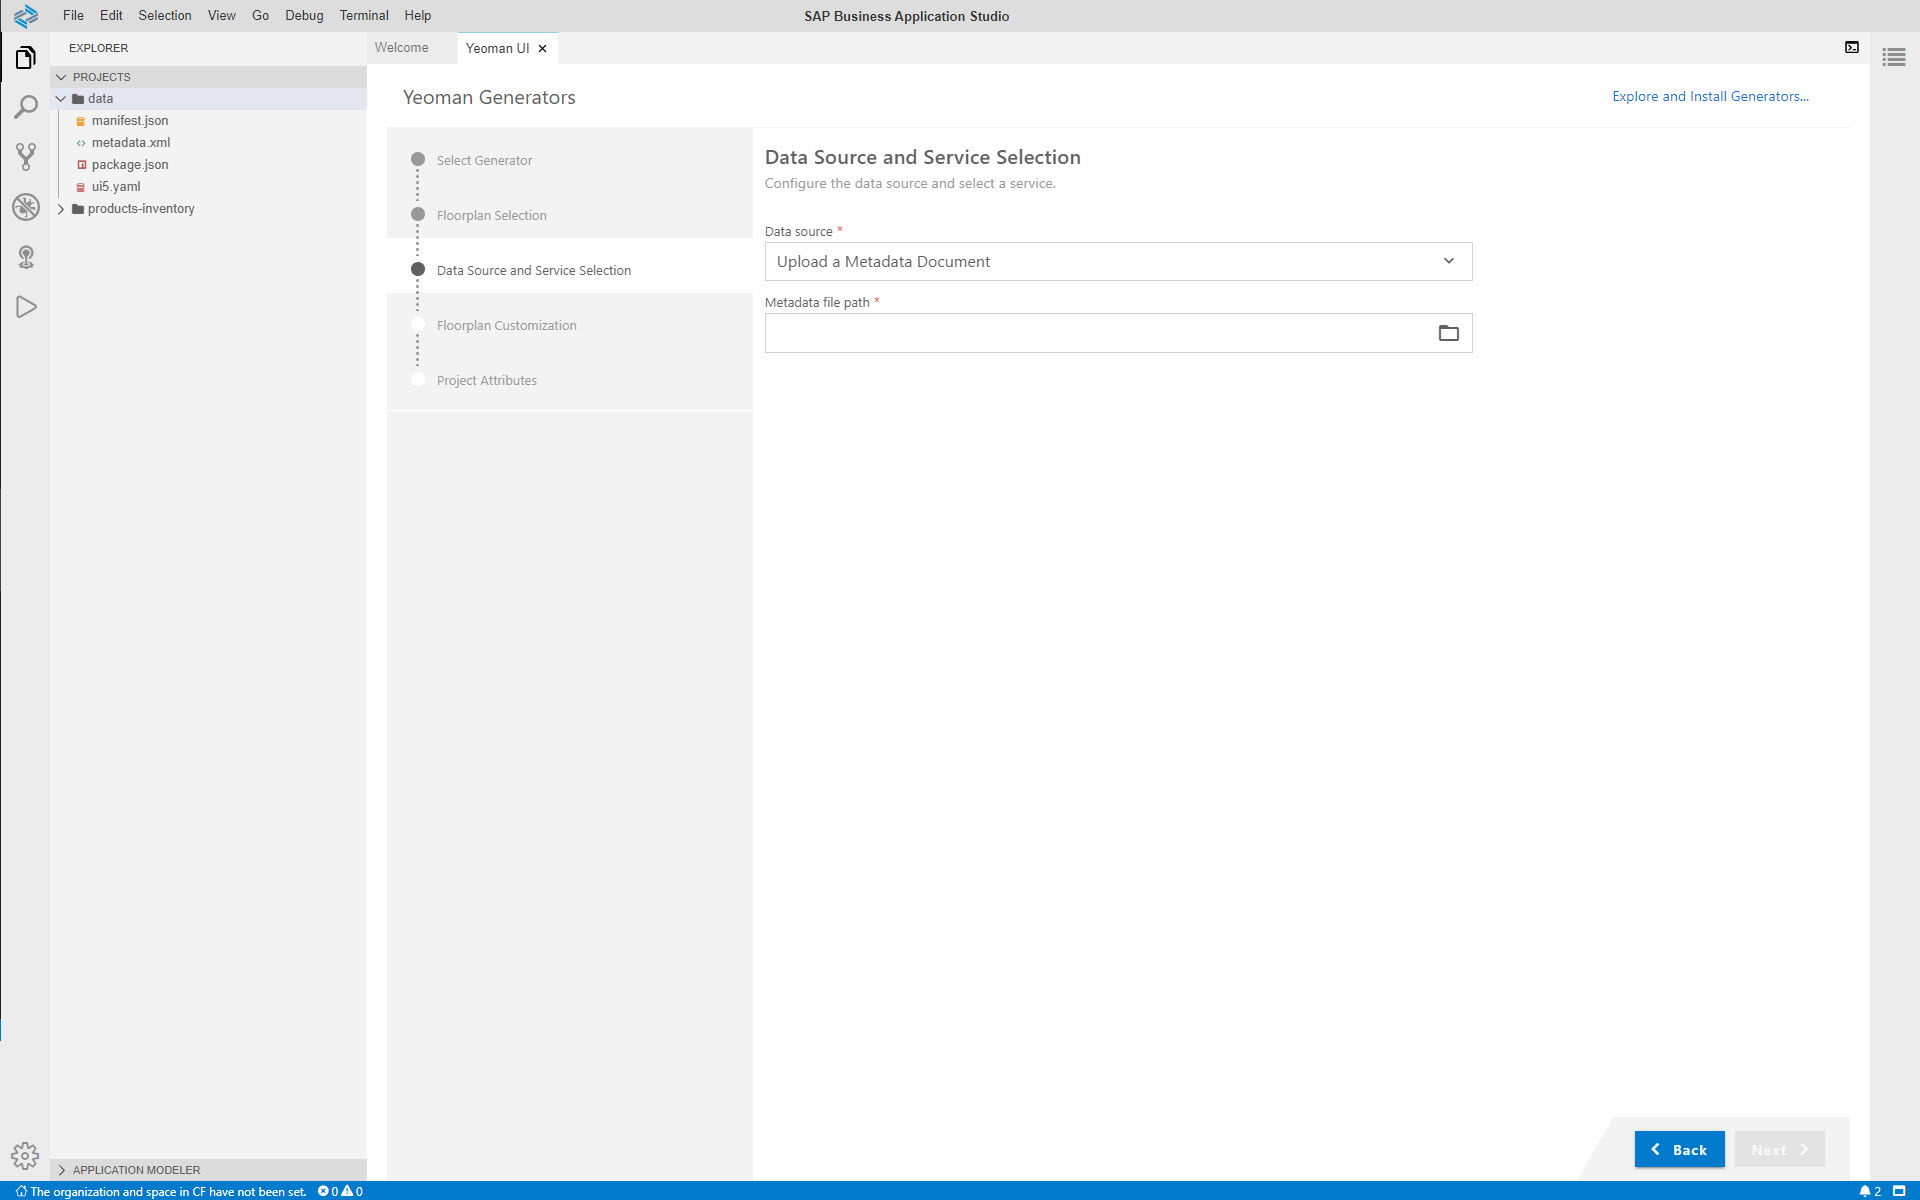 File Edit Selection View Go Debug Terminal Help
SAP Business Application Studio
EXPLORER
Welcome
Yeoman UI
PROJECTS
data
manifest.json
metadata.xml
package.json
ui5.yaml
products-inventory
Yeoman Generators
Explore and Install Generators...
Select Generator
Floorplan Selection
Data Source and Service Selection
Floorplan Customization
Project Attributes
Data Source and Service Selection
Configure the data source and select a service.
Data source *
Upload a Metadata Document
Metadata file path *
Back
Next
APPLICATION MODELER
The organization and space in CF have not been set. 0 0
2